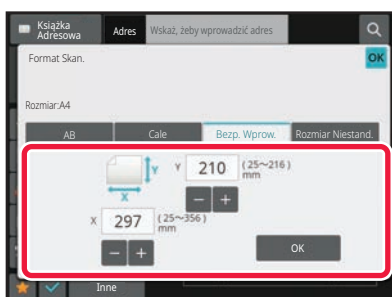 Książka
Adresowa
Adres
Wskaż, żeby wprowadzić adres
Format Skan.
OK
Rozmiar:A4
AB
Cale
Bezp. Wprow.
Rozmiar Niestand.
Y
X
Y 210 (25~216)
mm
X 297 (25~356)
mm
OK
Inne